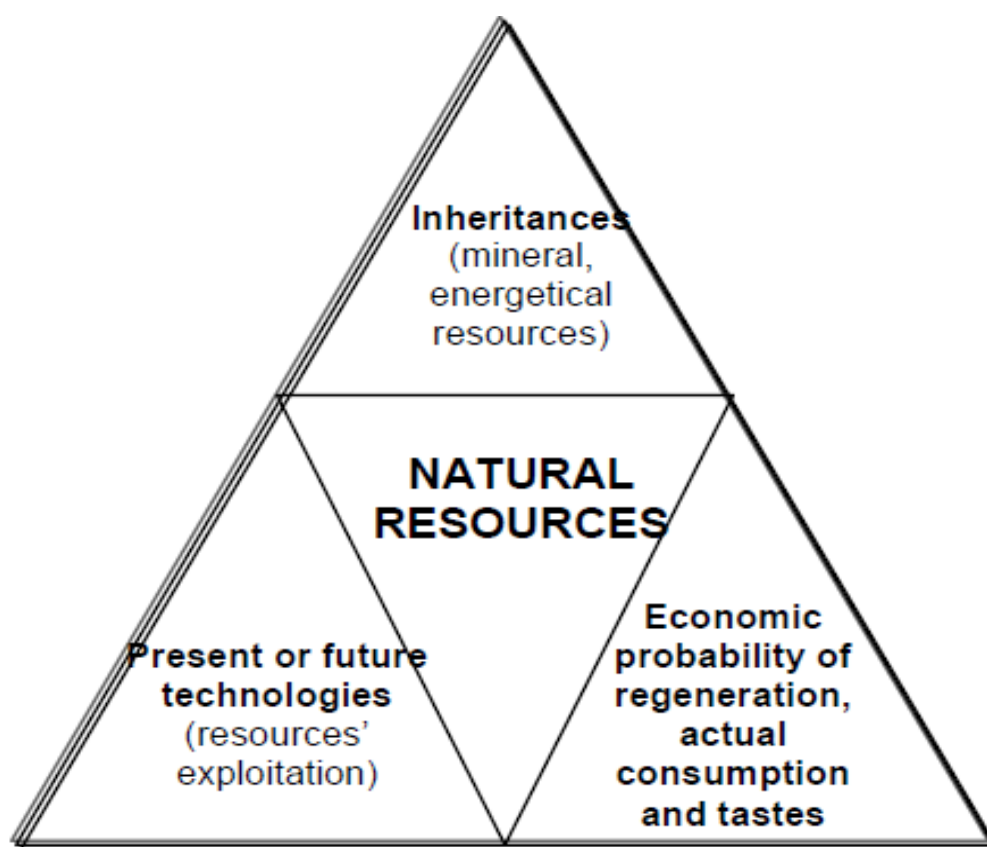 Inheritances
(mineral,
energetical
resources)
NATURAL
RESOURCES
Present or future
technologies
(resources’
exploitation)
Economic
probability of
regeneration,
actual
consumption
and tastes